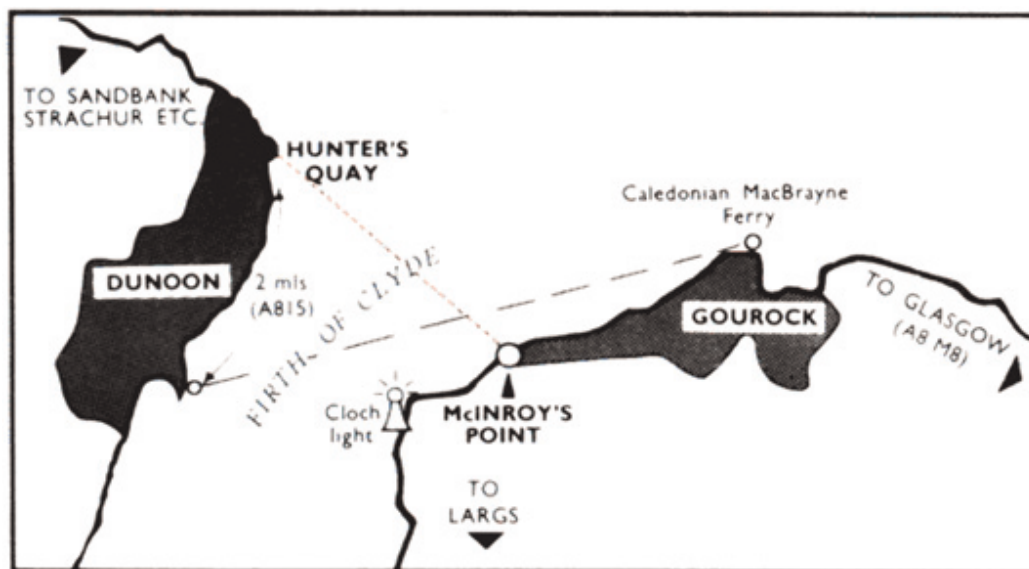 TO SANDBANK
STRACHUR ETC.
HUNTER'S
QUAY
Caledonian MacBrayne
Ferry
DUNOON
2 mls
(A815)
FIRTH OF CLYDE
GOUROCK
TO GLASGOW
(A8 M8)
Cloch
light
McINROY'S
POINT
TO
LARGS